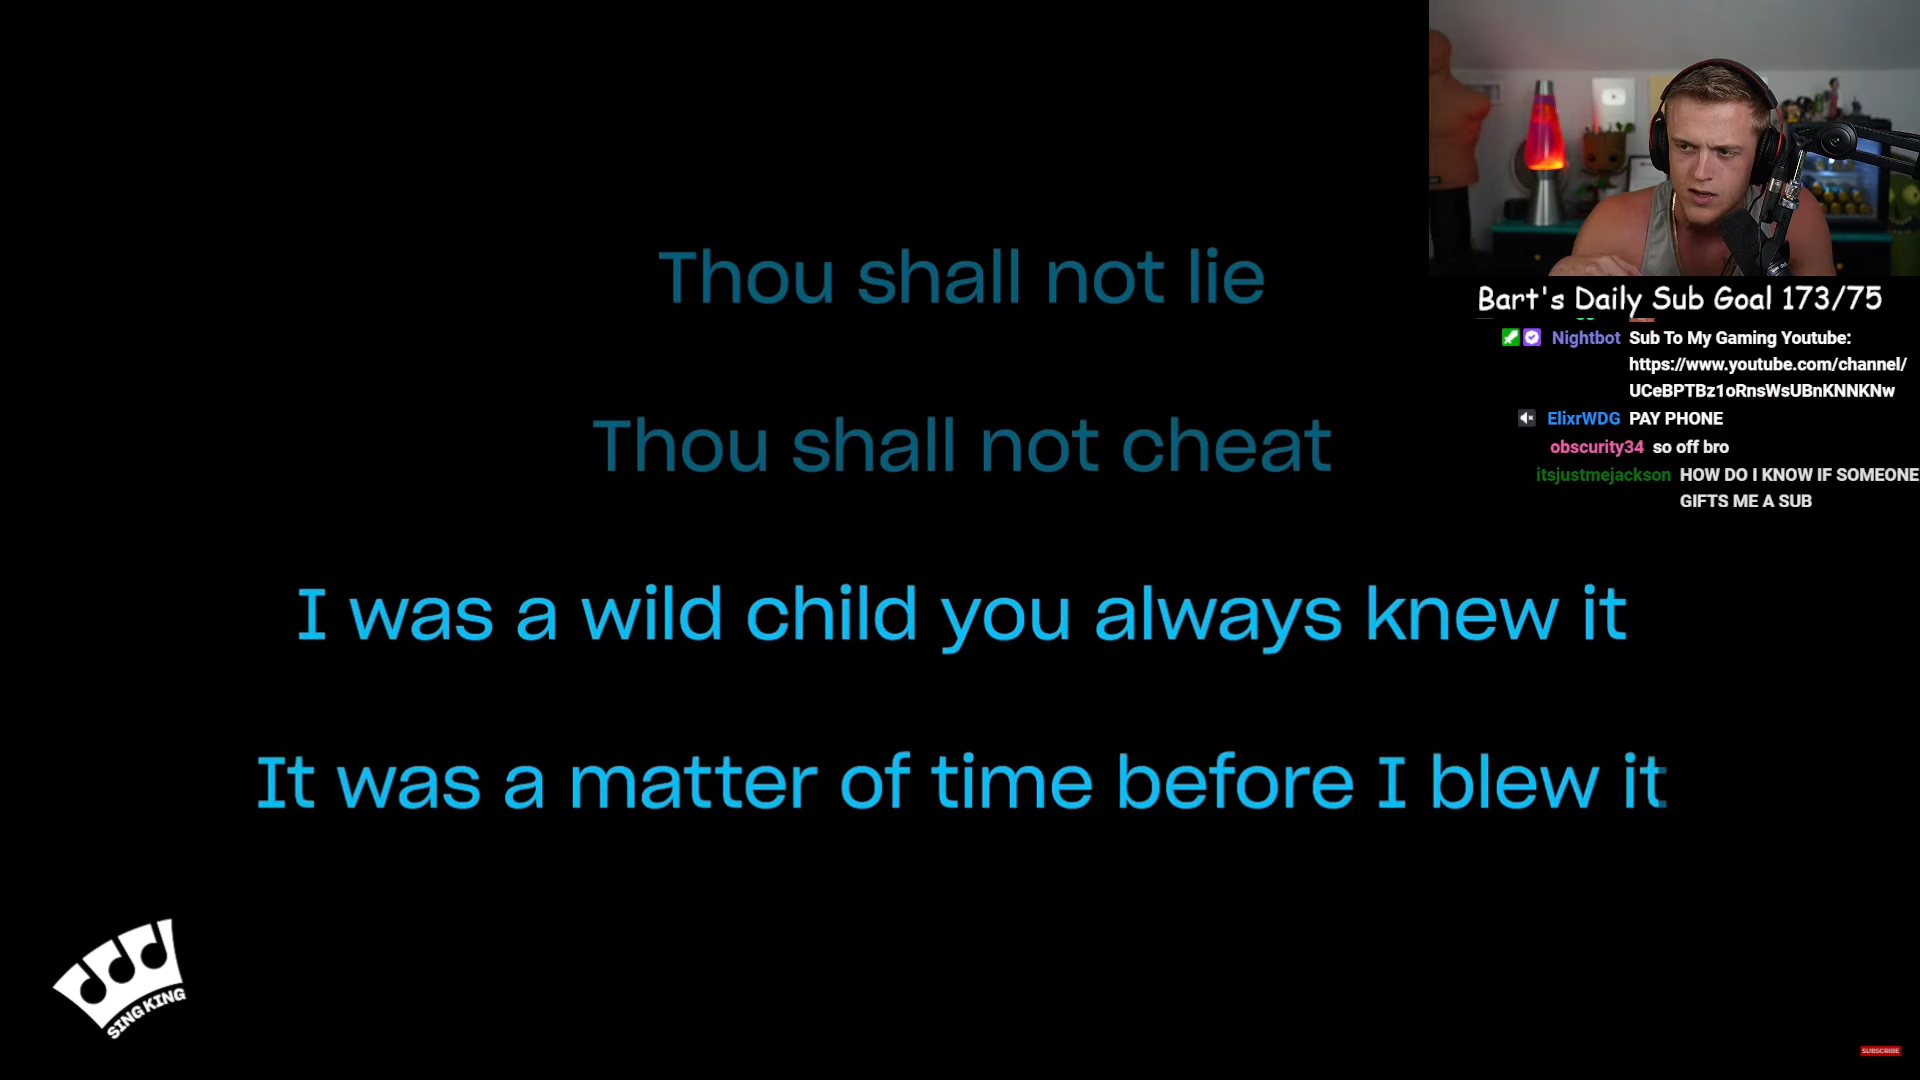 Thou shall not lie
Thou shall not cheat
I was a wild child you always knew it
It was a matter of time before I blew it
SING KING
Bart's Daily Sub Goal 173/75
Nightbot Sub To My Gaming Youtube:
https://www.youtube.com/channel/
UCeBPTBz1oRnsWsUBnKNNKNw
ElixrWDG PAY PHONE
obscurity34 so off bro
itsjustmejackson HOW DO I KNOW IF SOMEONE
GIFTS ME A SUB
SUBSCRIBE